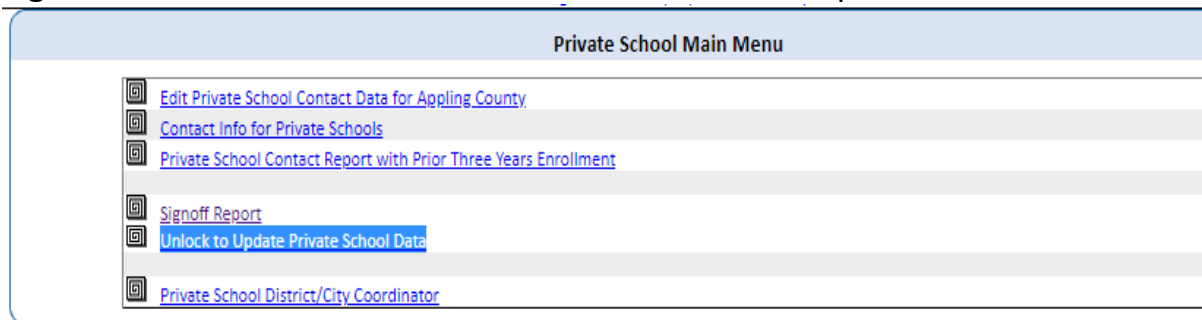 Private School Main Menu
Edit Private School Contact Data for Appling County
Contact Info for Private Schools
Private School Contact Report with Prior Three Years Enrollment
Signoff Report
Unlock to Update Private School Data
Private School District/City Coordinator